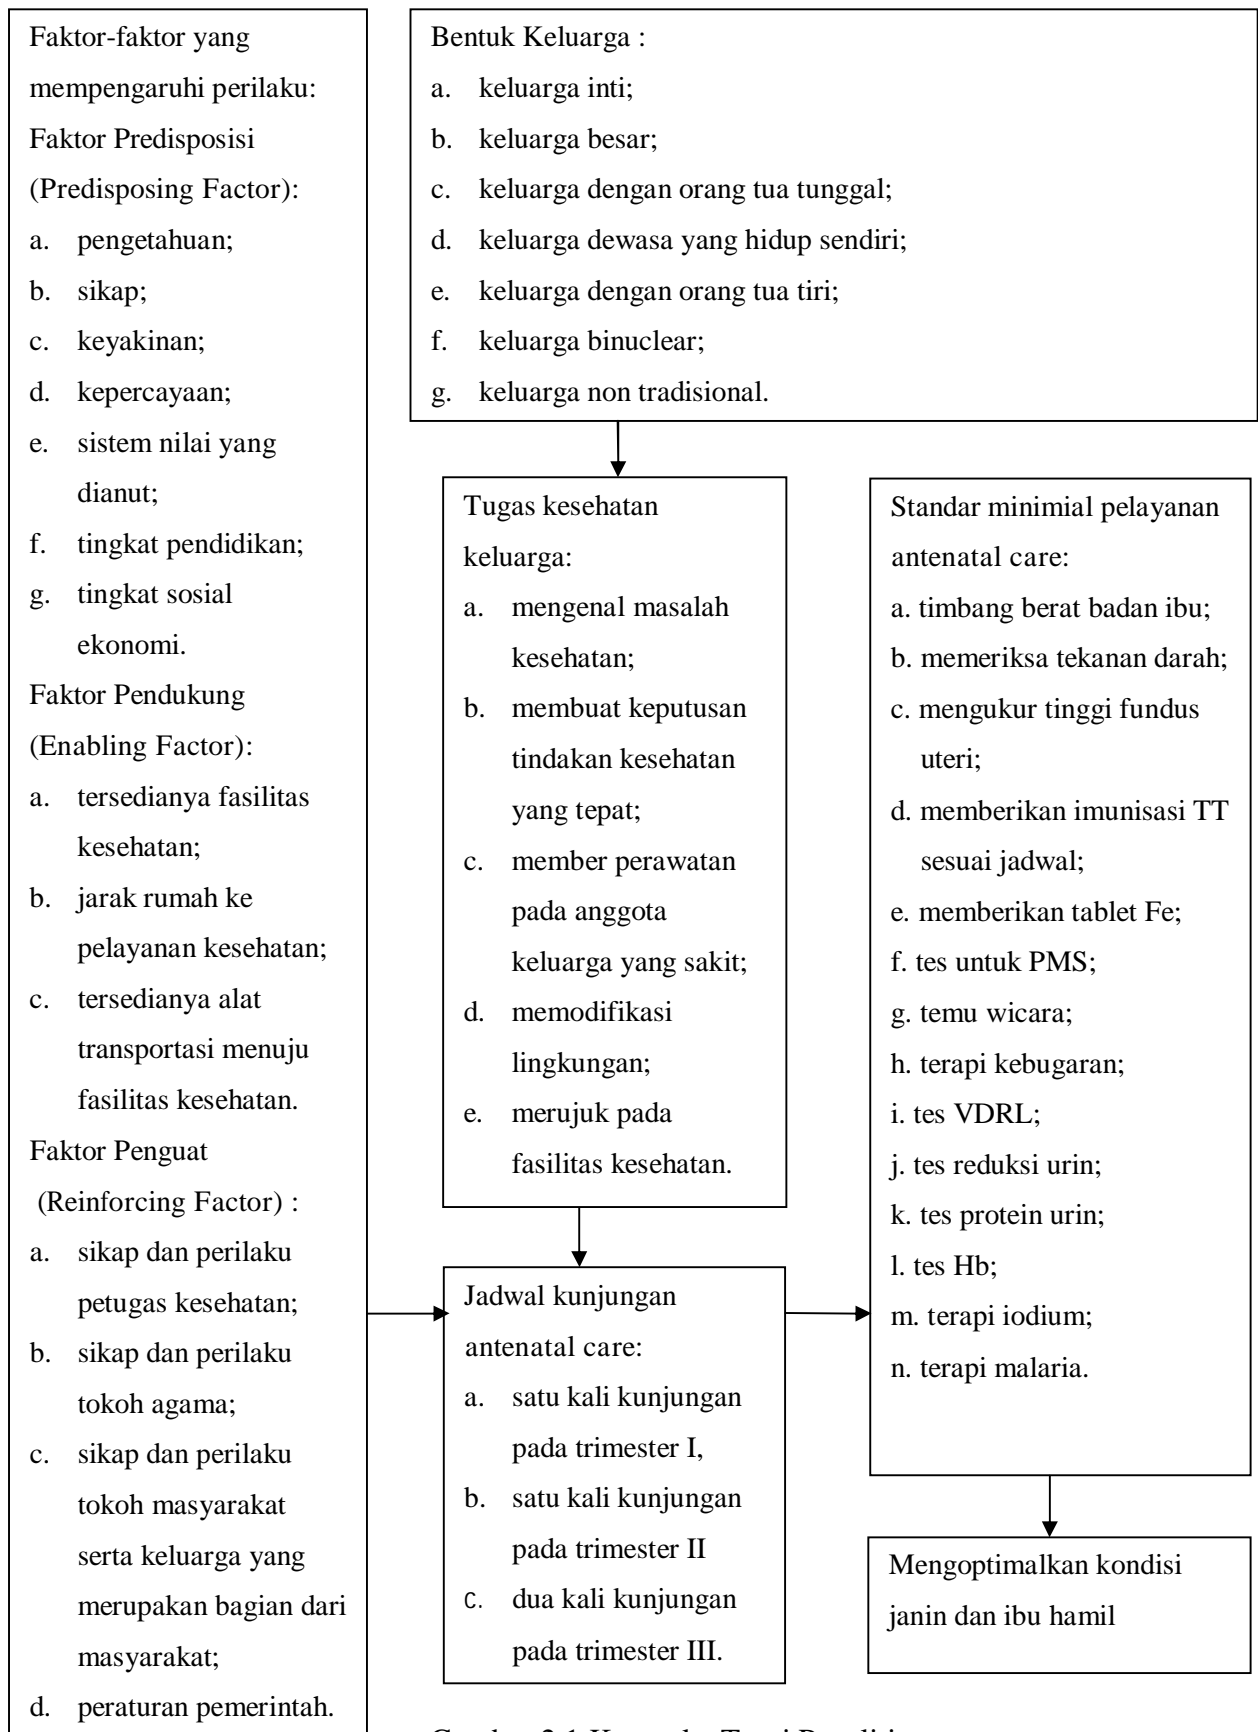 Faktor-faktor yang
mempengaruhi perilaku:
Faktor Predisposisi
(Predisposing Factor):
a. pengetahuan;
b. sikap;
c. keyakinan;
d. kepercayaan;
e. sistem nilai yang
dianut;
f. tingkat pendidikan;
g. tingkat sosial
ekonomi.
Faktor Pendukung
(Enabling Factor):
a. tersedianya fasilitas
kesehatan;
b. jarak rumah ke
pelayanan kesehatan;
c. tersedianya alat
transportasi menuju
fasilitas kesehatan.
Faktor Penguat
(Reinforcing Factor) :
a. sikap dan perilaku
petugas kesehatan;
b. sikap dan perilaku
tokoh agama;
c. sikap dan perilaku
tokoh masyarakat
serta keluarga yang
merupakan bagian dari
masyarakat;
d. peraturan pemerintah.
Bentuk Keluarga :
a. keluarga inti;
b. keluarga besar;
c. keluarga dengan orang tua tunggal;
d. keluarga dewasa yang hidup sendiri;
e. keluarga dengan orang tua tiri;
f. keluarga binuclear;
g. keluarga non tradisional.
Tugas kesehatan
keluarga:
a. mengenal masalah
kesehatan;
b. membuat keputusan
tindakan kesehatan
yang tepat;
c. member perawatan
pada anggota
keluarga yang sakit;
d. memodifikasi
lingkungan;
e. merujuk pada
fasilitas kesehatan.
Jadwal kunjungan
antenatal care:
a. satu kali kunjungan
pada trimester I,
b. satu kali kunjungan
pada trimester II
c. dua kali kunjungan
pada trimester III.
Standar minimial pelayanan
antenatal care:
a. timbang berat badan ibu;
b. memeriksa tekanan darah;
c. mengukur tinggi fundus
uteri;
d. memberikan imunisasi TT
sesuai jadwal;
e. memberikan tablet Fe;
f. tes untuk PMS;
g. temu wicara;
h. terapi kebugaran;
i. tes VDRL;
j. tes reduksi urin;
k. tes protein urin;
l. tes Hb;
m. terapi iodium;
n. terapi malaria.
Mengoptimalkan kondisi
janin dan ibu hamil